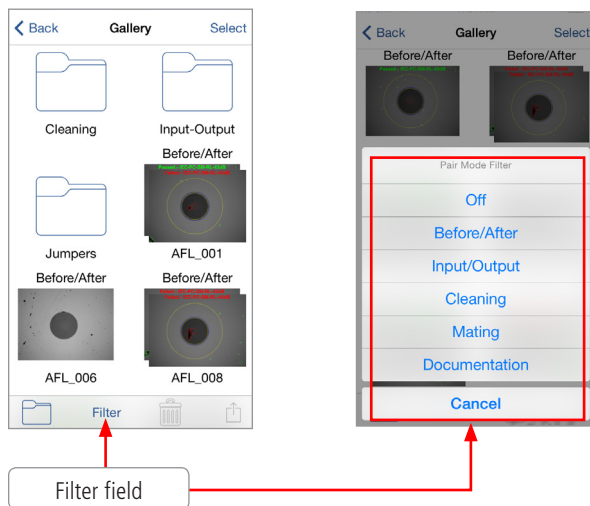 Back Gallery Select
Cleaning Input-Output
Before/After
Jumpers AFL_001
Before/After Before/After
AFL_006 AFL_008
Filter
Back Gallery Select
Before/After Before/After
Pair Mode Filter
Off
Before/After
Input/Output
Cleaning
Mating
Documentation
Cancel
Filter field